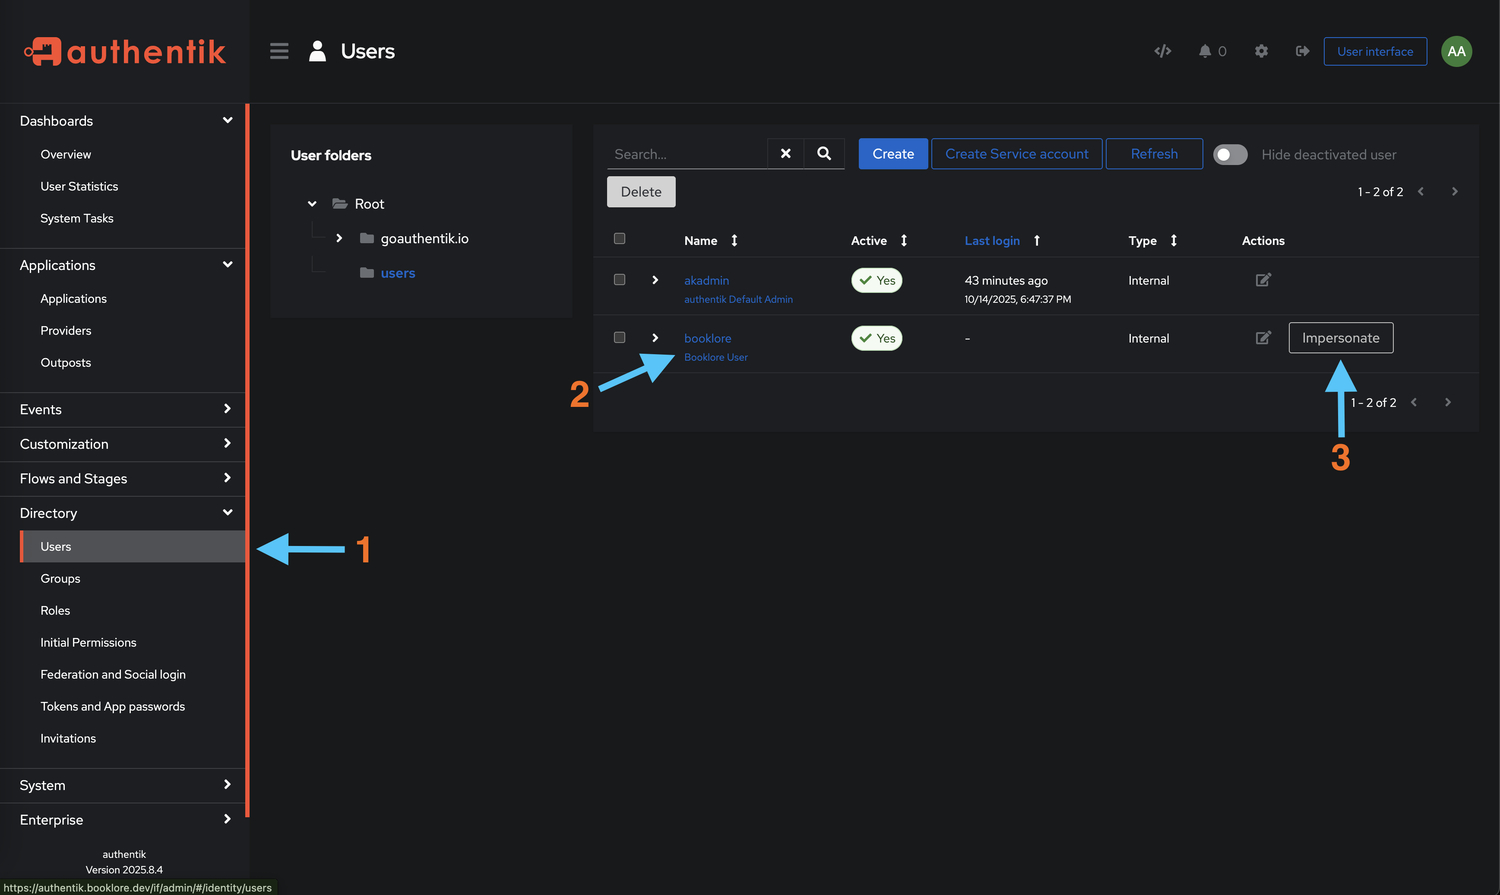 authentik
Users
0
User interface
AA
Dashboards
Overview
User Statistics
System Tasks
Applications
Applications
Providers
Outposts
Events
Customization
Flows and Stages
Directory
Users
Groups
Roles
Initial Permissions
Federation and Social login
Tokens and App passwords
Invitations
System
Enterprise
authentik
Version 2025.8.4
https://authentik.booklore.dev/if/admin/#/identity/users
User folders
Root
goauthentik.io
users
Search...
Create
Create Service account
Refresh
Hide deactivated user
Delete
1 - 2 of 2
Name Active Last login Type Actions
akadmin Yes 43 minutes ago Internal
authentik Default Admin 10/14/2025, 6:47:37 PM
booklore Yes - Internal Impersonate
Booklore User
1 - 2 of 2
2
3
1